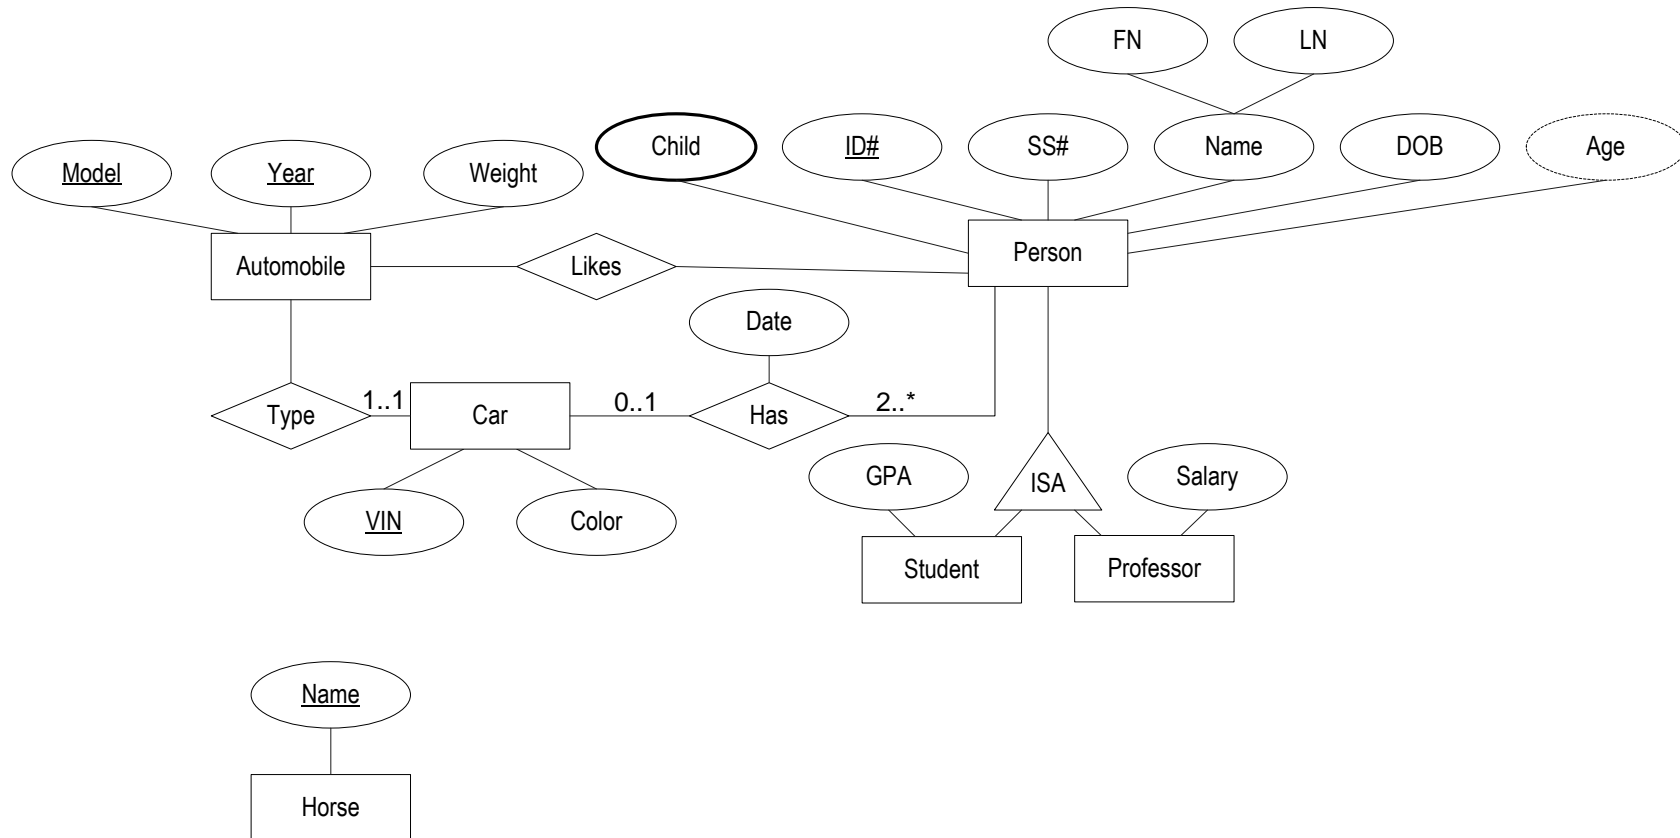 FN
LN
Child
ID#
SS#
Name
DOB
Age
Model
Year
Weight
Automobile
Likes
Person
Date
Type
1..1
Car
0..1
Has
2..*
GPA
ISA
Salary
VIN
Color
Student
Professor
Name
Horse